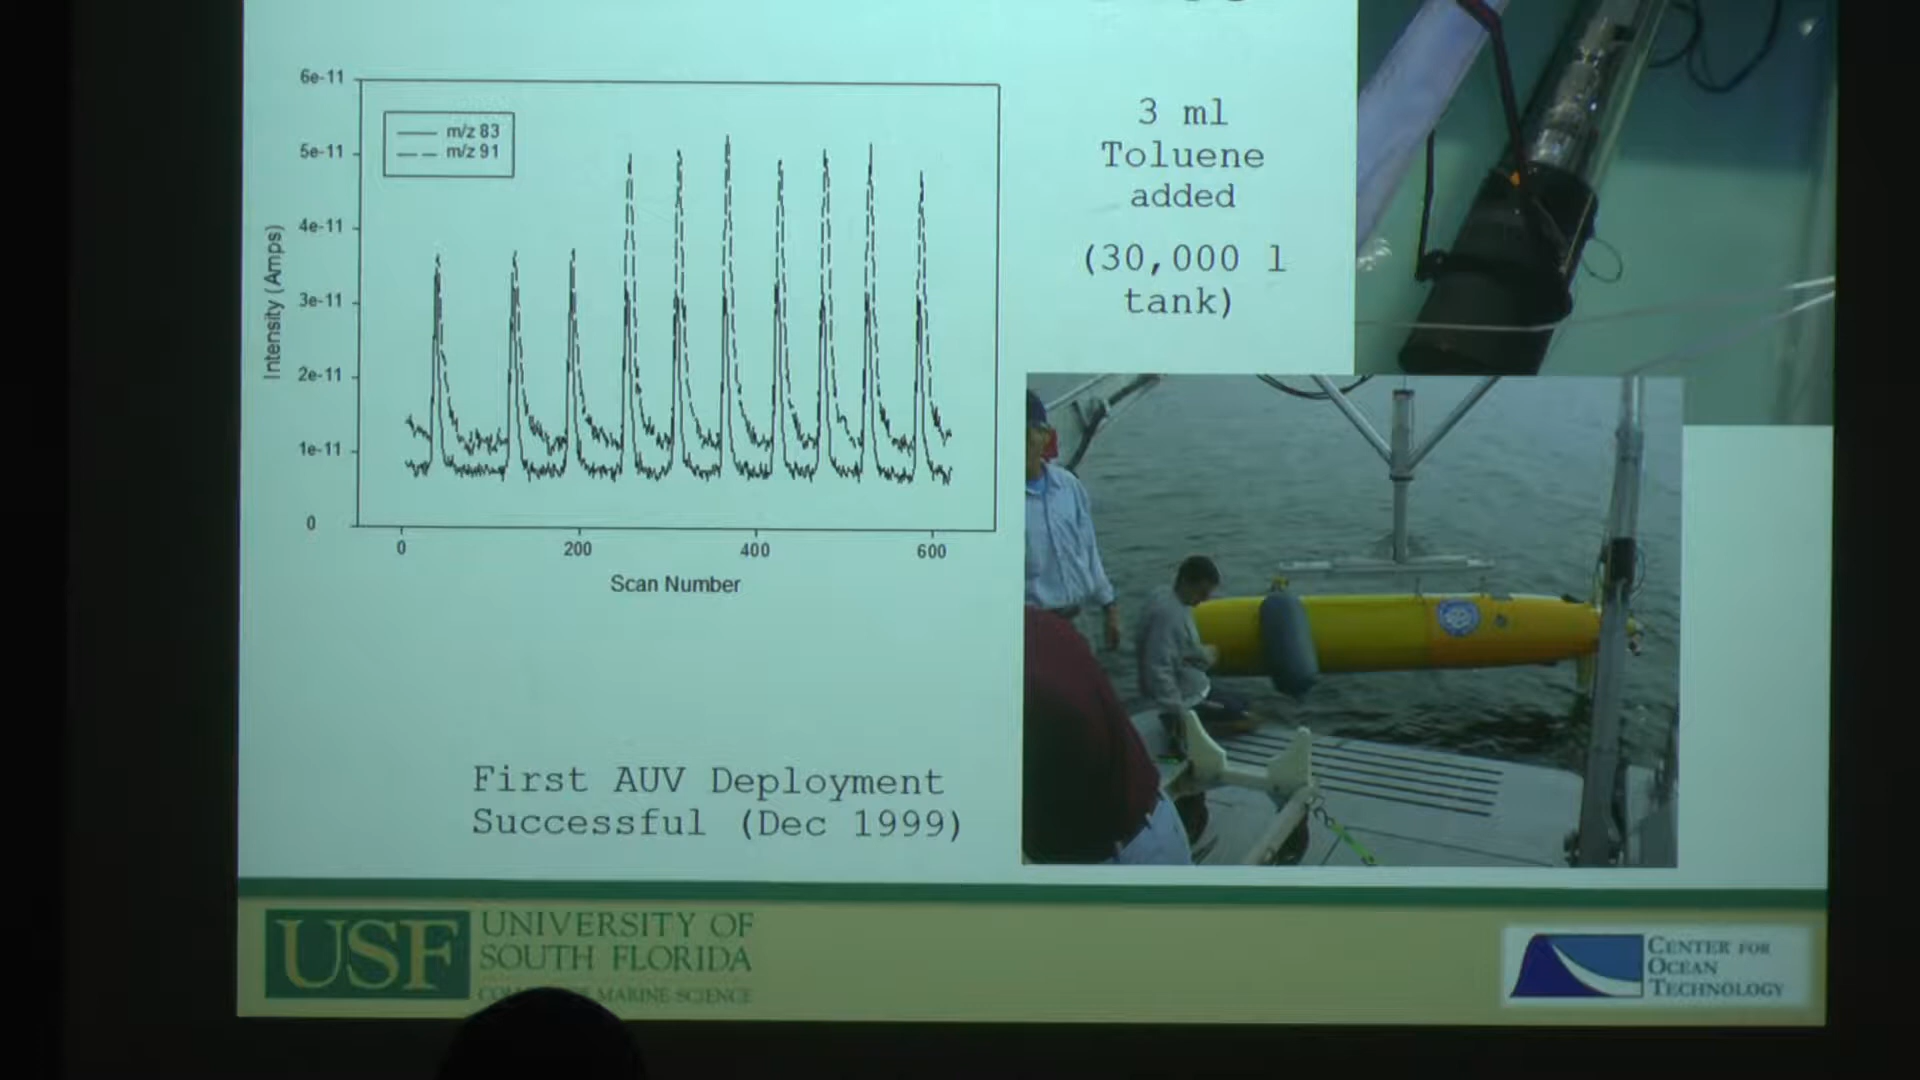 6e-11
5e-11
4e-11
3e-11
2e-11
1e-11
0
Intensity (Amps)
m/z 83
m/z 91
0 200 400 600
Scan Number
3 ml
Toluene
added
(30,000 l
tank)
First AUV Deployment
Successful (Dec 1999)
USF
UNIVERSITY OF
SOUTH FLORIDA
MARINE SCIENCE
CENTER FOR
OCEAN
TECHNOLOGY